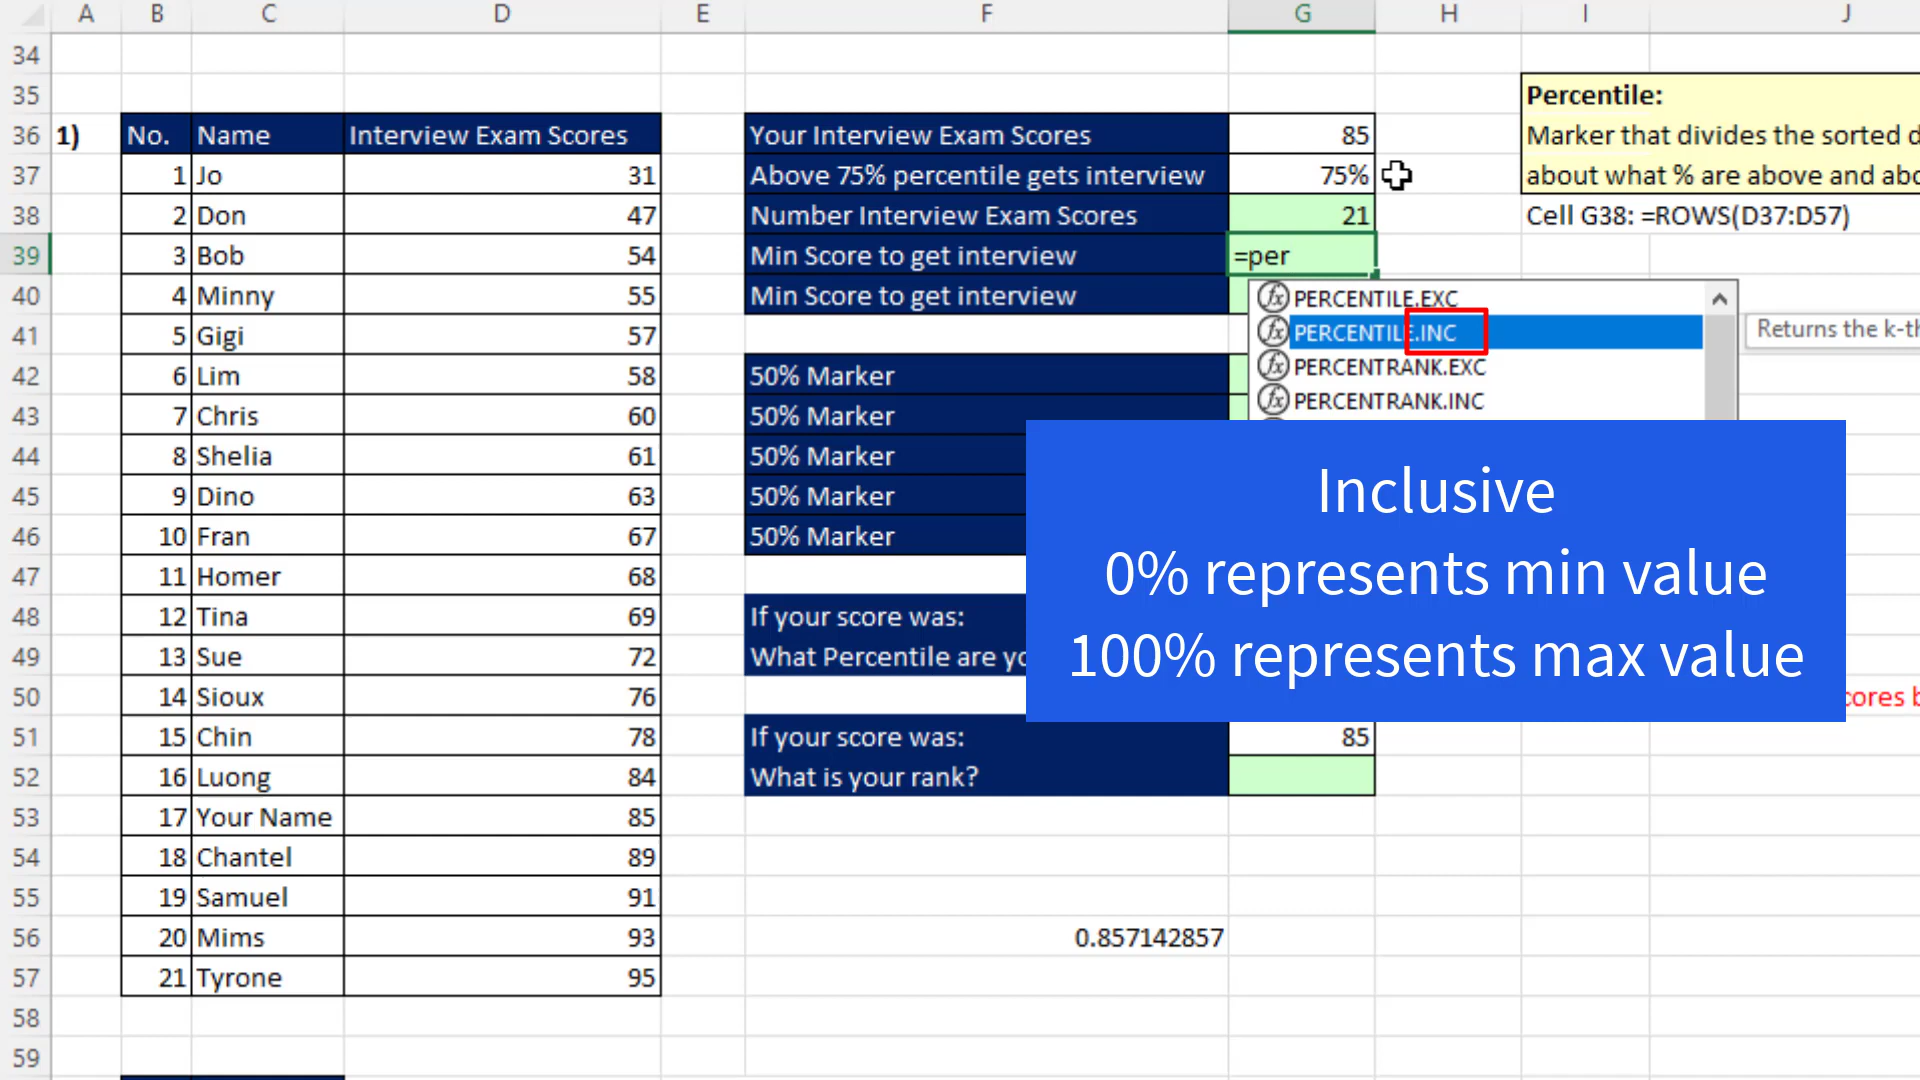 A B C D E F G H I J
34
35 Percentile:
36 1) No. Name Interview Exam Scores Your Interview Exam Scores 85 Marker that divides the sorted d
37 1 Jo 31 Above 75% percentile gets interview 75% about what % are above and abo
38 2 Don 47 Number Interview Exam Scores 21 Cell G38: =ROWS(D37:D57)
39 3 Bob 54 Min Score to get interview =per
40 4 Minny 55 Min Score to get interview PERCENTILE.EXC
41 5 Gigi 57 PERCENTILE.INC Returns the k-th
42 6 Lim 58 50% Marker PERCENTRANK.EXC
43 7 Chris 60 50% Marker PERCENTRANK.INC
44 8 Shelia 61 50% Marker
45 9 Dino 63 50% Marker
46 10 Fran 67 50% Marker
47 11 Homer 68
48 12 Tina 69 If your score was:
49 13 Sue 72 What Percentile are yo
50 14 Sioux 76 cores b
51 15 Chin 78 If your score was: 85
52 16 Luong 84 What is your rank?
53 17 Your Name 85
54 18 Chantel 89
55 19 Samuel 91
56 20 Mims 93 0.857142857
57 21 Tyrone 95
58
59
Inclusive
0% represents min value
100% represents max value